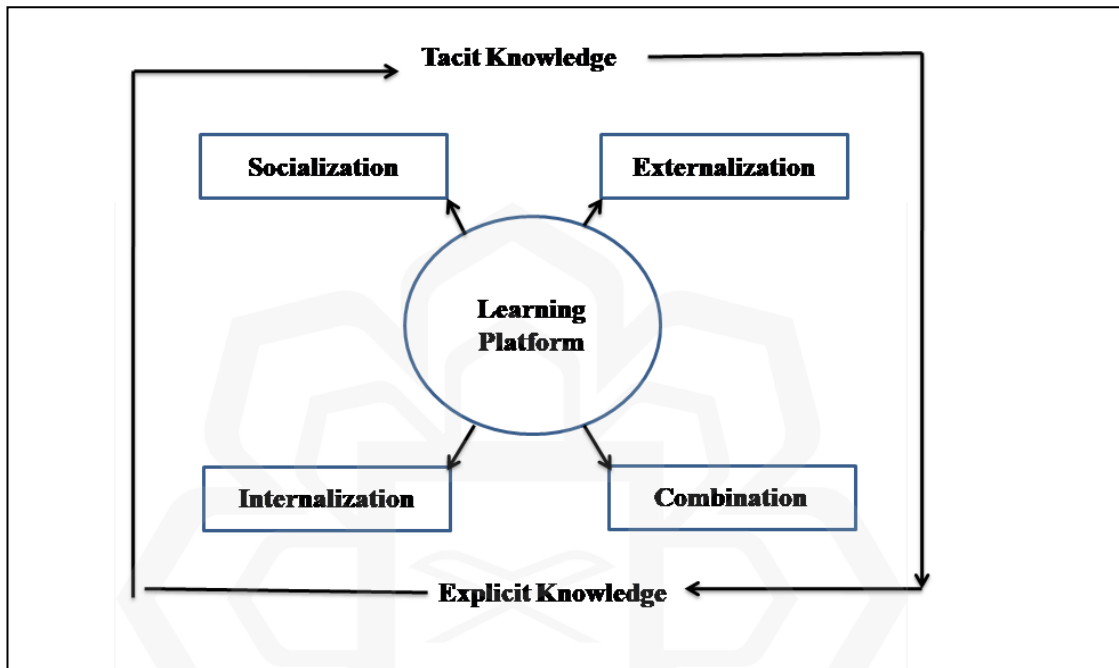 Tacit Knowledge
Socialization
Externalization
Learning
Platform
Internalization
Combination
Explicit Knowledge